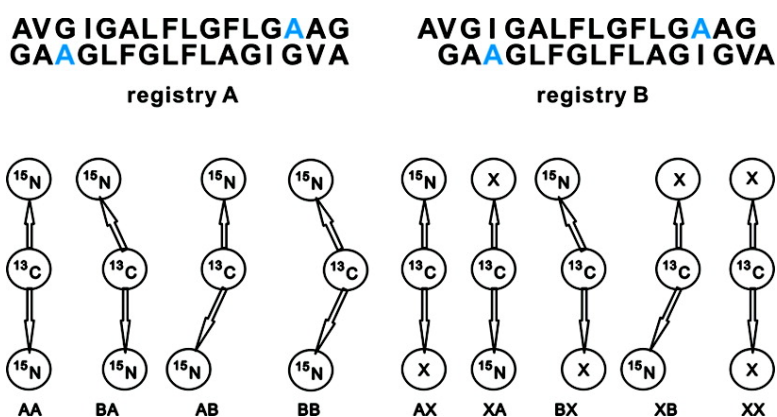 AVGIGALFLGFLGAAG
GAAGLFGLFLAGIGVA
registry A
AVGIGALFLGFLGAAG
GAAGLFGLFLAGIGVA
registry B
¹⁵N ¹⁵N ¹⁵N ¹⁵N ¹⁵N X ¹⁵N X X
¹³C ¹³C ¹³C ¹³C ¹³C ¹³C ¹³C ¹³C ¹³C
¹⁵N ¹⁵N ¹⁵N ¹⁵N X ¹⁵N X ¹⁵N X
AA BA AB BB AX XA BX XB XX